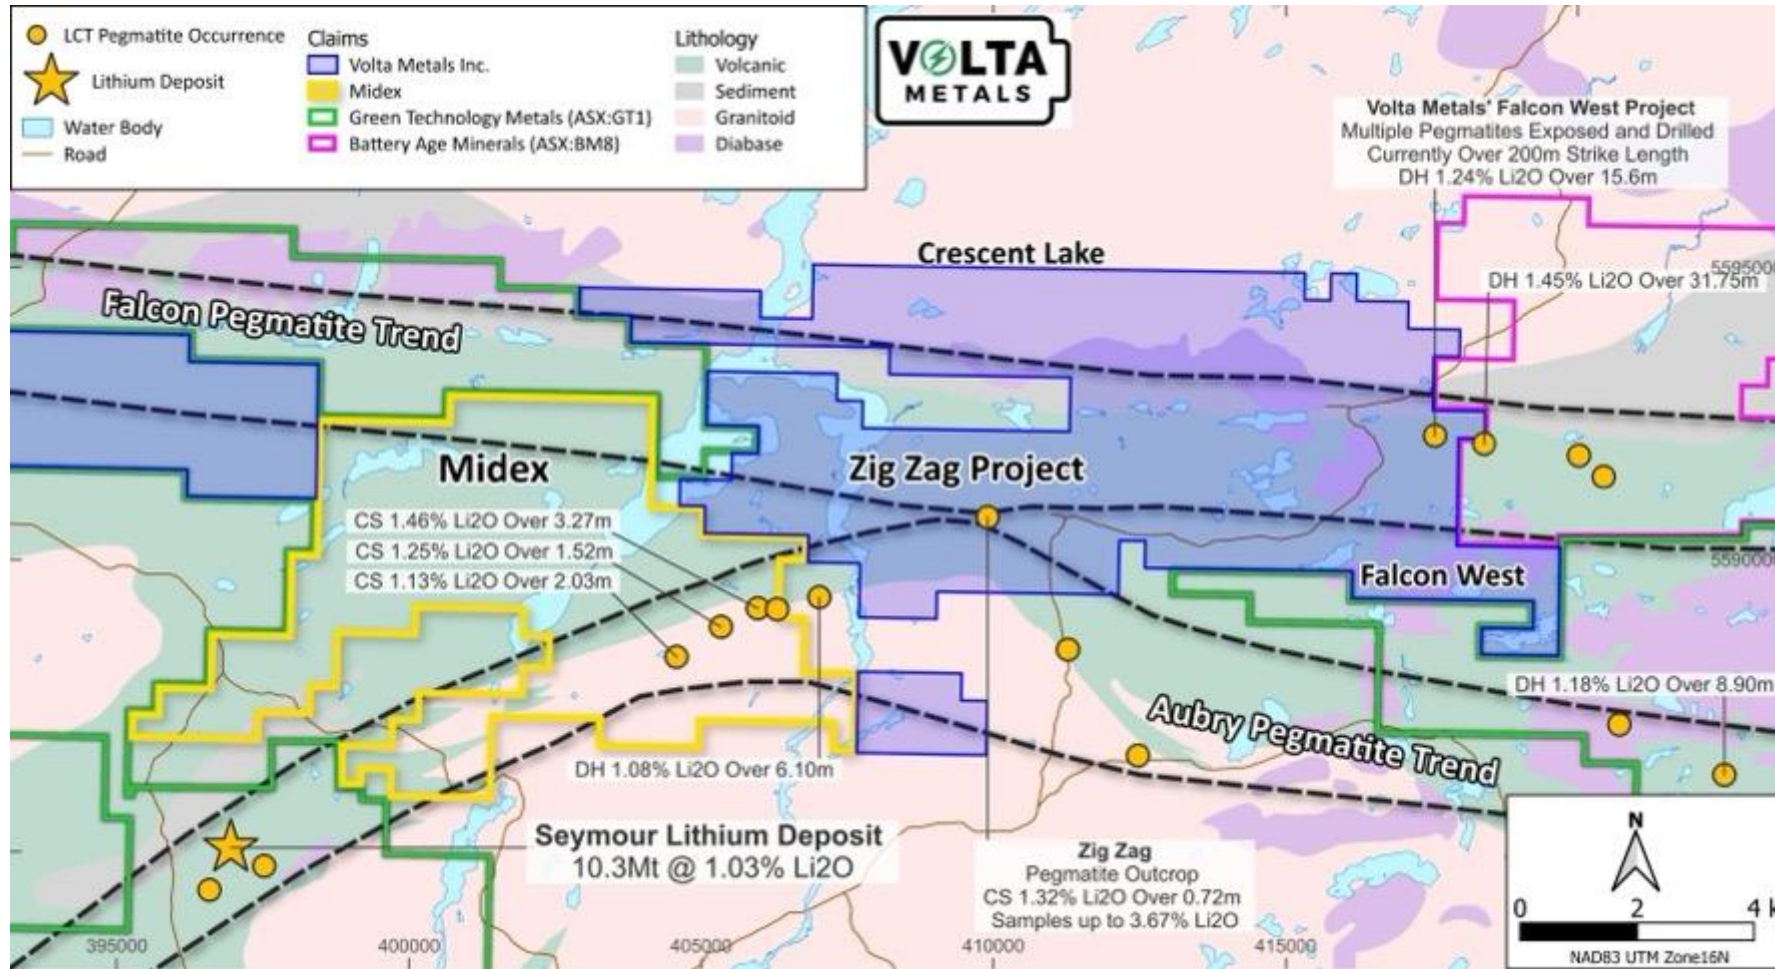 LCT Pegmatite Occurrence
Lithium Deposit
Water Body
Road
Claims
Volta Metals Inc.
Midex
Green Technology Metals (ASX:GT1)
Battery Age Minerals (ASX:BM8)
Lithology
Volcanic
Sediment
Granitoid
Diabase
VOLTA
METALS
Volta Metals' Falcon West Project
Multiple Pegmatites Exposed and Drilled
Currently Over 200m Strike Length
DH 1.24% Li2O Over 15.6m
Crescent Lake
5595000
DH 1.45% Li2O Over 31.75m
Falcon Pegmatite Trend
Midex
Zig Zag Project
CS 1.46% Li2O Over 3.27m
CS 1.25% Li2O Over 1.52m
CS 1.13% Li2O Over 2.03m
5590000
Falcon West
DH 1.18% Li2O Over 8.90m
Aubry Pegmatite Trend
DH 1.08% Li2O Over 6.10m
Seymour Lithium Deposit
10.3Mt @ 1.03% Li2O
Zig Zag
Pegmatite Outcrop
CS 1.32% Li2O Over 0.72m
Samples up to 3.67% Li2O
N
0 2 4 k
NAD83 UTM Zone16N
395000 400000 405000 410000 415000